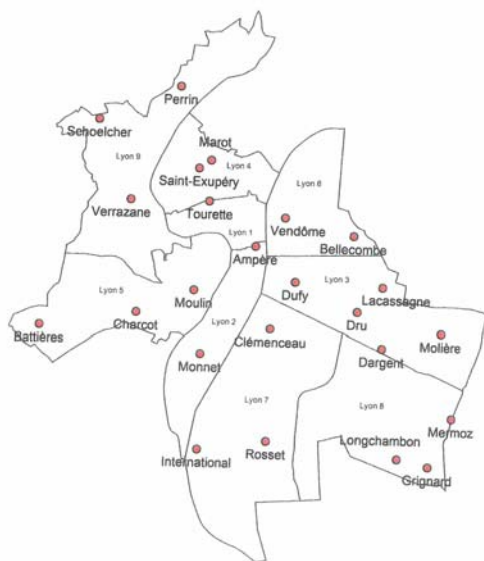 Perrin
Sehoelcher
Marot
Lyon 9
Lyon 4
Saint-Exupéry
Lyon 6
Verrazane
Tourette
Vendôme
Lyon 1
Bellecombe
Ampère
Lyon 5
Moulin
Dufy
Lyon 3
Lacassagne
Battières
Charcot
Lyon 2
Dru
Clémenceau
Molière
Monnet
Dargent
Lyon 7
Lyon 8
Mermoz
International
Rosset
Longchambon
Grignard